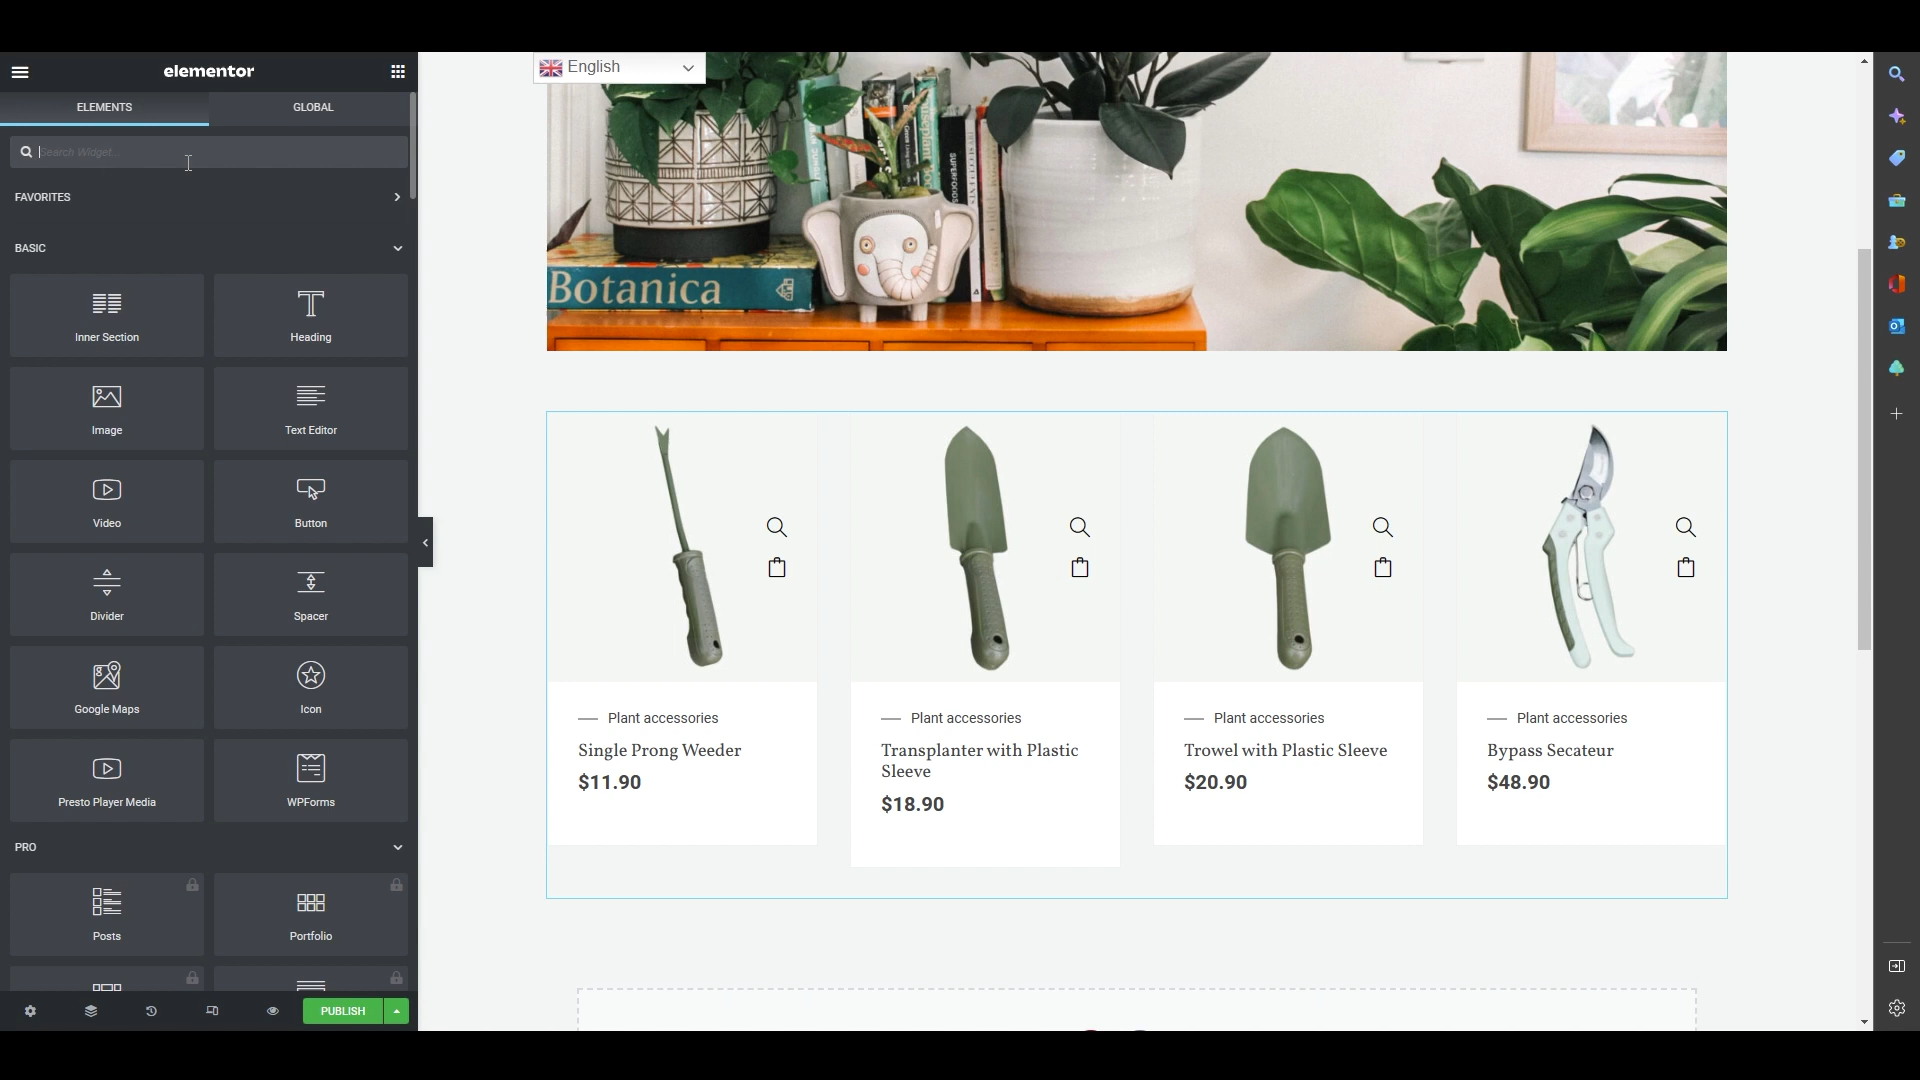 elementor
ELEMENTS
GLOBAL
Search Widget...
FAVORITES
BASIC
Inner Section
Heading
Image
Text Editor
Video
Button
Divider
Spacer
Google Maps
Icon
Presto Player Media
WPForms
PRO
Posts
Portfolio
PUBLISH
English
SUPERFOODS
Botanica
Plant accessories
Single Prong Weeder
$11.90
Plant accessories
Transplanter with Plastic
Sleeve
$18.90
Plant accessories
Trowel with Plastic Sleeve
$20.90
Plant accessories
Bypass Secateur
$48.90